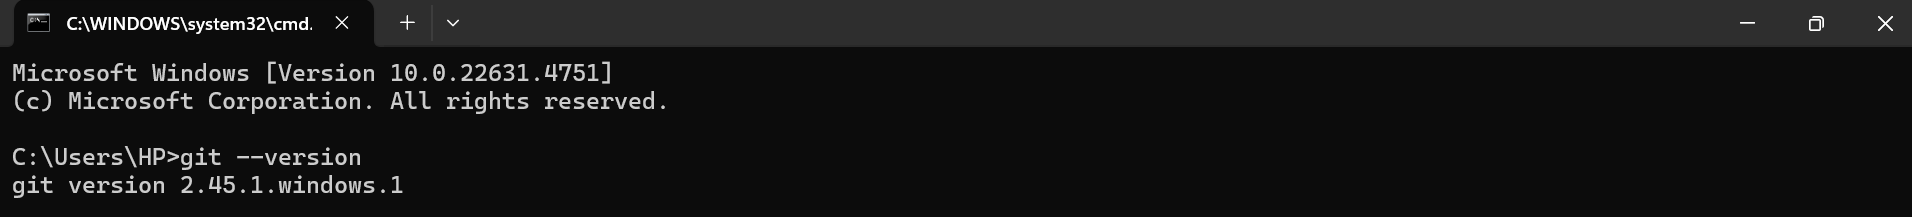 C:\WINDOWS\system32\cmd.
Microsoft Windows [Version 10.0.22631.4751]
(c) Microsoft Corporation. All rights reserved.
C:\Users\HP>git --version
git version 2.45.1.windows.1